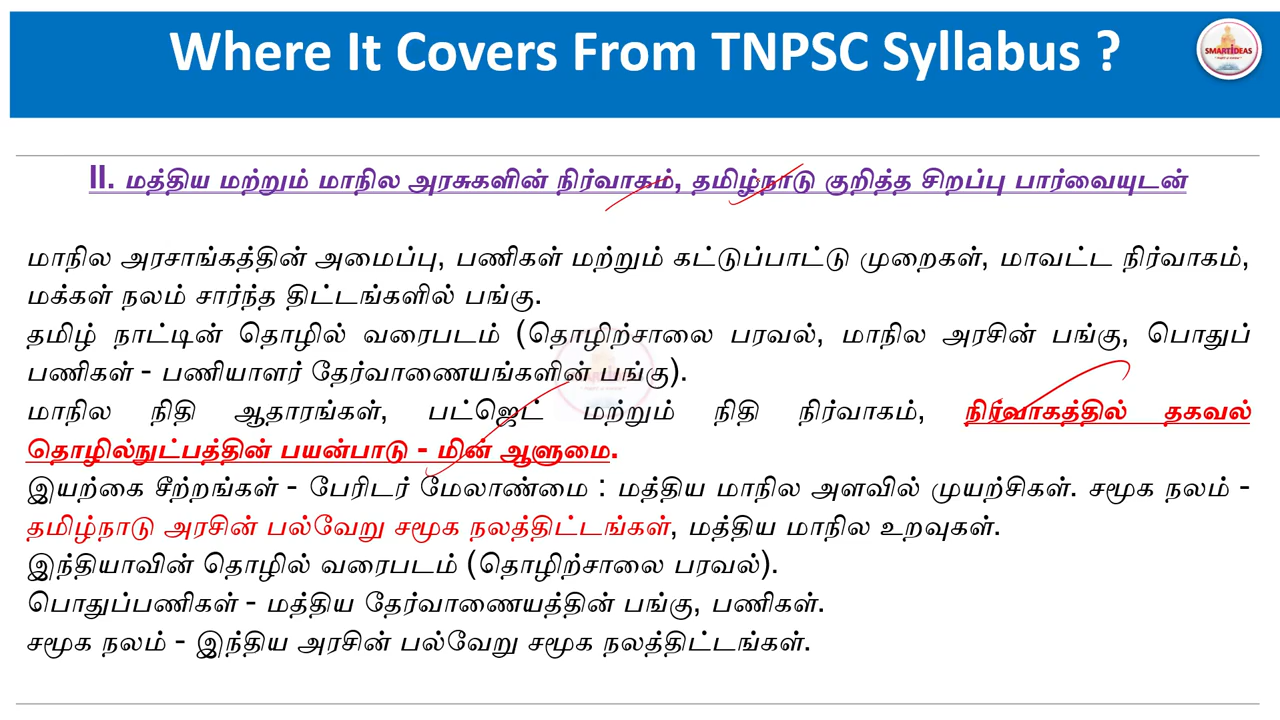 Where It Covers From TNPSC Syllabus ?
SMARTIDEAS
II. மத்திய மற்றும் மாநில அரசுகளின் நிர்வாகம், தமிழ்நாடு குறித்த சிறப்பு பார்வையுடன்
மாநில அரசாங்கத்தின் அமைப்பு, பணிகள் மற்றும் கட்டுப்பாட்டு முறைகள், மாவட்ட நிர்வாகம்,
மக்கள் நலம் சார்ந்த திட்டங்களில் பங்கு.
தமிழ் நாட்டின் தொழில் வரைபடம் (தொழிற்சாலை பரவல், மாநில அரசின் பங்கு, பொதுப்
பணிகள் - பணியாளர் தேர்வாணையங்களின் பங்கு).
மாநில நிதி ஆதாரங்கள், பட்ஜெட் மற்றும் நிதி நிர்வாகம், நிர்வாகத்தில் தகவல்
தொழில்நுட்பத்தின் பயன்பாடு - மின் ஆளுமை.
இயற்கை சீற்றங்கள் - பேரிடர் மேலாண்மை : மத்திய மாநில அளவில் முயற்சிகள். சமூக நலம் -
தமிழ்நாடு அரசின் பல்வேறு சமூக நலத்திட்டங்கள், மத்திய மாநில உறவுகள்.
இந்தியாவின் தொழில் வரைபடம் (தொழிற்சாலை பரவல்).
பொதுப்பணிகள் - மத்திய தேர்வாணையத்தின் பங்கு, பணிகள்.
சமூக நலம் - இந்திய அரசின் பல்வேறு சமூக நலத்திட்டங்கள்.